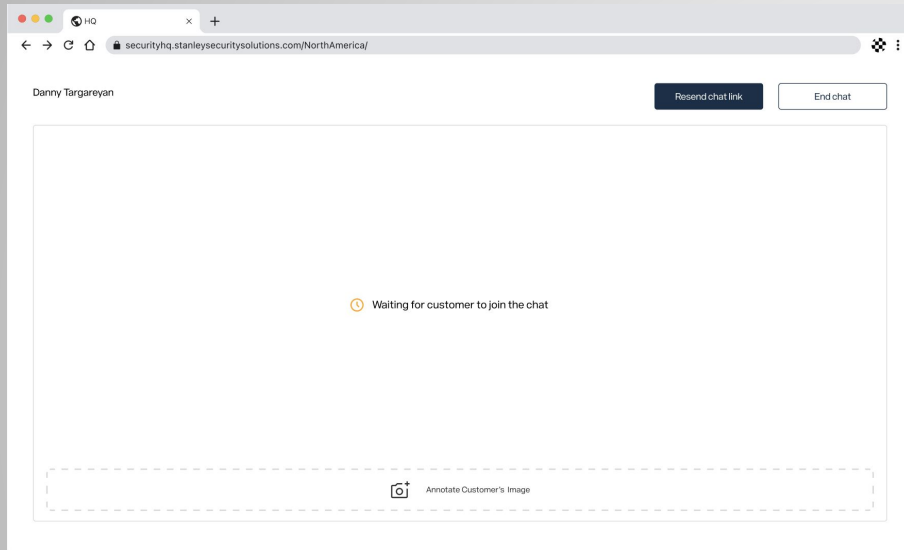 HQ
securityhq.stanleysecuritysolutions.com/NorthAmerica/
Danny Targareyan
Resend chat link
End chat
Waiting for customer to join the chat
Annotate Customer's Image